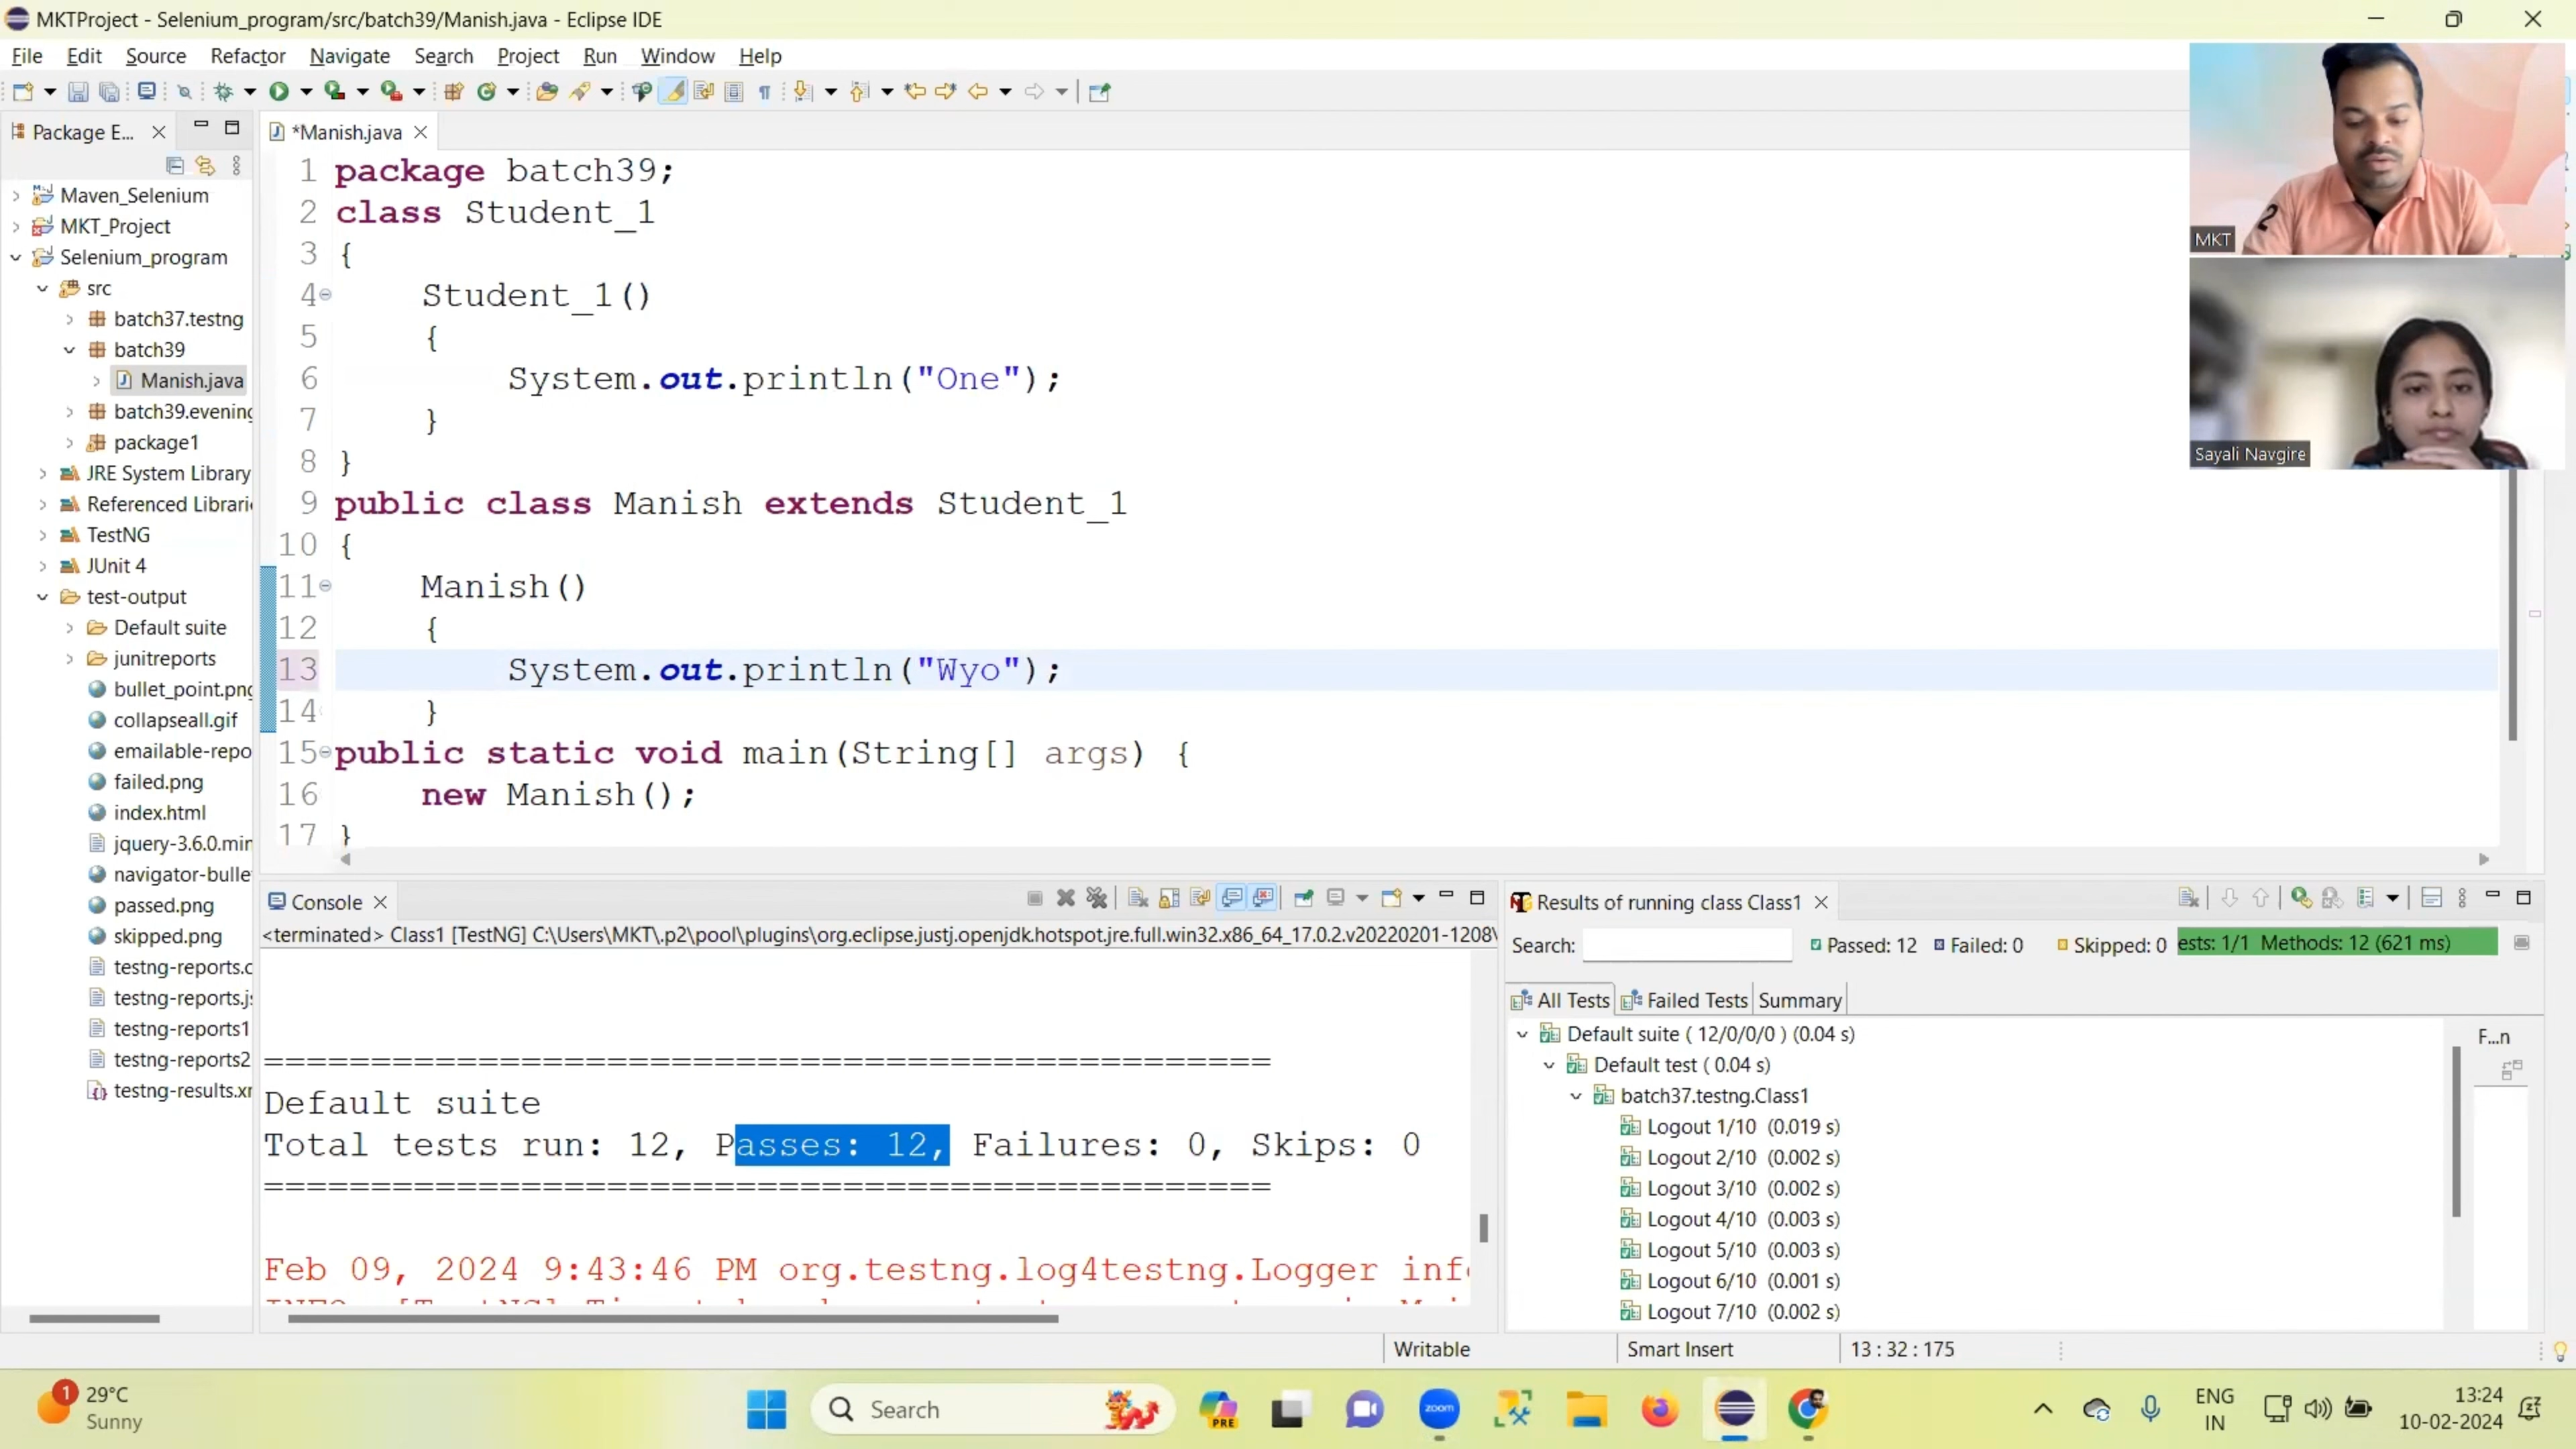 MKTProject - Selenium_program/src/batch39/Manish.java - Eclipse IDE
File Edit Source Refactor Navigate Search Project Run Window Help
Package E...
*Manish.java
Maven_Selenium
MKT_Project
Selenium_program
src
batch37.testng
batch39
Manish.java
batch39.evening
package1
JRE System Library
Referenced Librari
TestNG
JUnit 4
test-output
Default suite
junitreports
bullet_point.png
collapseall.gif
emailable-repo
failed.png
index.html
jquery-3.6.0.min
navigator-bulle
passed.png
skipped.png
testng-reports.c
testng-reports.js
testng-reports1
testng-reports2
testng-results.xm
1 package batch39;
2 class Student_1
3 {
4 Student_1()
5 {
6 System.out.println("One");
7 }
8 }
9 public class Manish extends Student_1
10 {
11 Manish()
12 {
13 System.out.println("Wyo");
14 }
15 public static void main(String[] args) {
16 new Manish();
17 }
MKT
2
Sayali Navgire
Console
<terminated> Class1 [TestNG] C:\Users\MKT\.p2\pool\plugins\org.eclipse.justj.openjdk.hotspot.jre.full.win32.x86_64_17.0.2.v20220201-1208\
===============================================
Default suite
Total tests run: 12, Passes: 12, Failures: 0, Skips: 0
===============================================
Feb 09, 2024 9:43:46 PM org.testng.log4testng.Logger info
Results of running class Class1
Search: Passed: 12 Failed: 0 Skipped: 0 ests: 1/1 Methods: 12 (621 ms)
All Tests Failed Tests Summary
Default suite ( 12/0/0/0 ) (0.04 s)
Default test ( 0.04 s)
batch37.testng.Class1
Logout 1/10 (0.019 s)
Logout 2/10 (0.002 s)
Logout 3/10 (0.002 s)
Logout 4/10 (0.003 s)
Logout 5/10 (0.003 s)
Logout 6/10 (0.001 s)
Logout 7/10 (0.002 s)
F...n
Writable Smart Insert 13 : 32 : 175
1
29°C
Sunny
Search
PRE
zoom
ENG
IN
13:24
10-02-2024